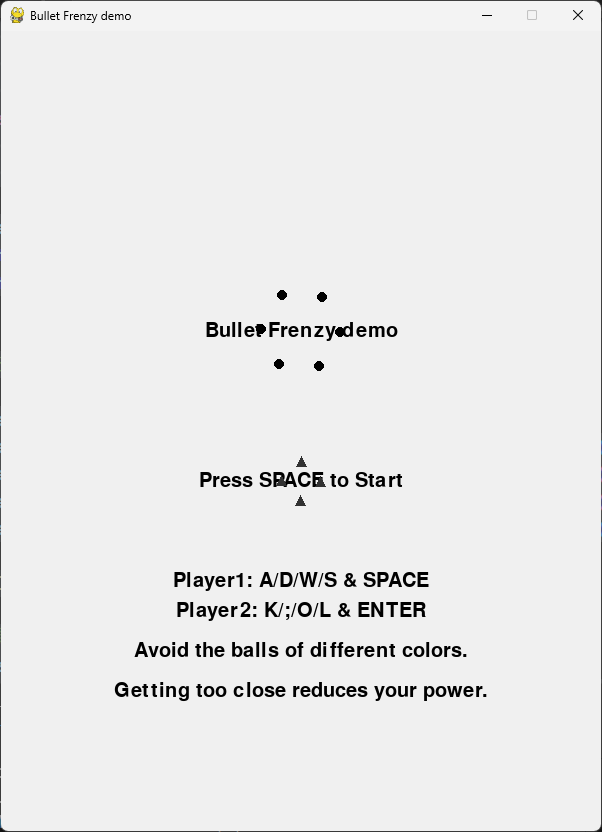 Bullet Frenzy demo
Bullet Frenzy demo
Press SPACE to Start
Player1: A/D/W/S & SPACE
Player2: K/;/O/L & ENTER
Avoid the balls of different colors.
Getting too close reduces your power.